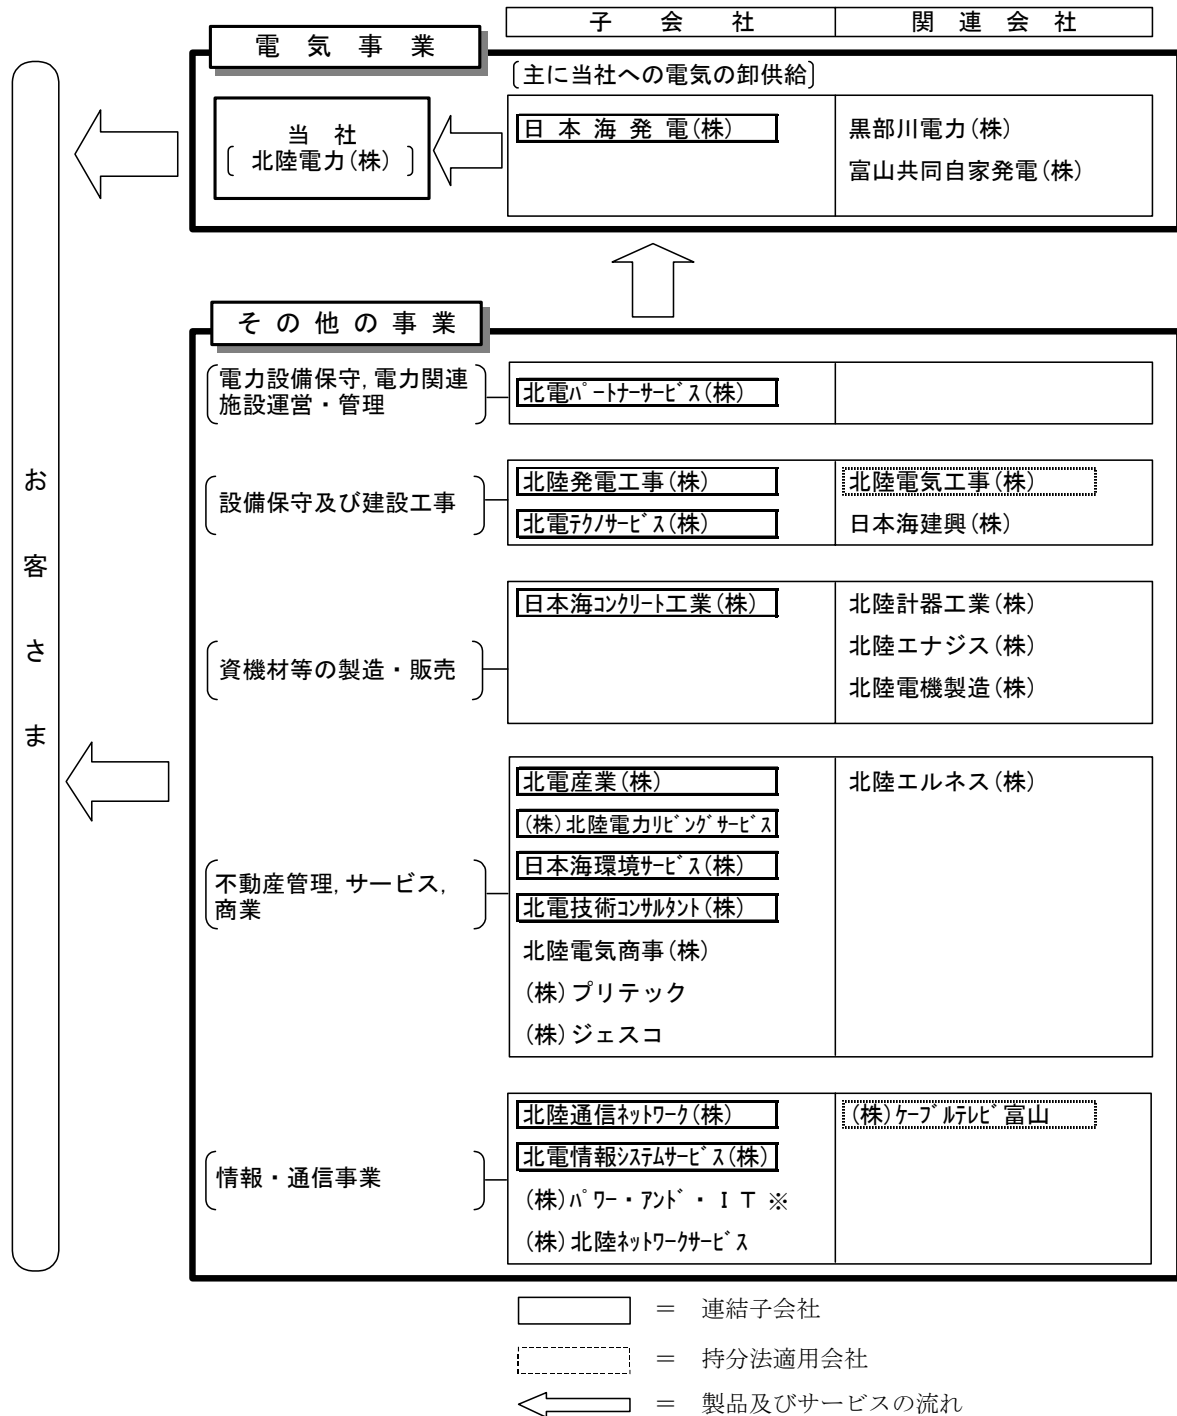 子会社 関連会社
電気事業
〔主に当社への電気の卸供給〕
当社
〔北陸電力(株)〕
日本海発電(株)
黒部川電力(株)
富山共同自家発電(株)
その他の事業
電力設備保守,電力関連
施設運営・管理
北電ﾊﾟｰﾄﾅｰｻｰﾋﾞｽ(株)
設備保守及び建設工事
北陸発電工事(株)
北電ﾃｸﾉｻｰﾋﾞｽ(株)
北陸電気工事(株)
日本海建興(株)
資機材等の製造・販売
日本海ｺﾝｸﾘｰﾄ工業(株)
北陸計器工業(株)
北陸エナジス(株)
北陸電機製造(株)
不動産管理,サービス,
商業
北電産業(株)
(株)北陸電力ﾘﾋﾞﾝｸﾞｻｰﾋﾞｽ
日本海環境ｻｰﾋﾞｽ(株)
北電技術ｺﾝｻﾙﾀﾝﾄ(株)
北陸電気商事(株)
(株)プリテック
(株)ジェスコ
北陸エルネス(株)
情報・通信事業
北陸通信ﾈｯﾄﾜｰｸ(株)
北電情報ｼｽﾃﾑｻｰﾋﾞｽ(株)
(株)ﾊﾟﾜｰ・ｱﾝﾄﾞ・ＩＴ※
(株)北陸ﾈｯﾄﾜｰｸｻｰﾋﾞｽ
(株)ｹｰﾌﾞﾙﾃﾚﾋﾞ富山
お客さま
＝ 連結子会社
＝ 持分法適用会社
＝ 製品及びサービスの流れ